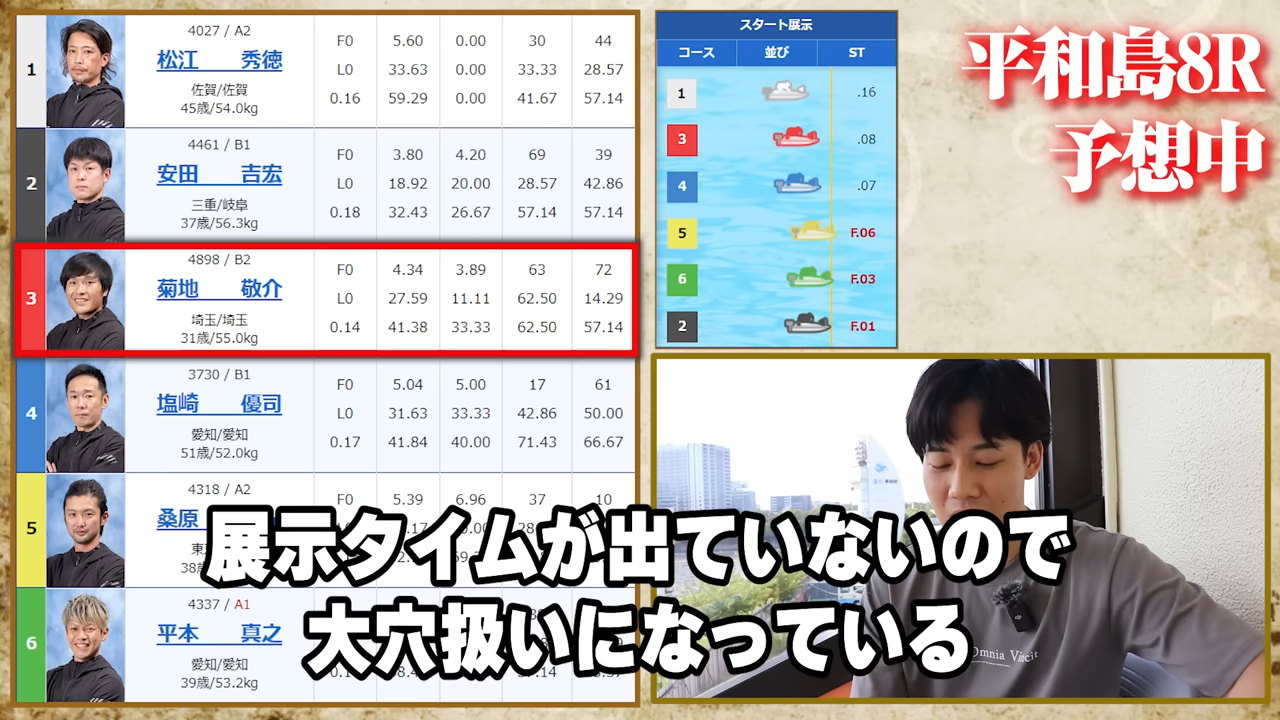 1
4027 / A2
松江 秀徳
佐賀/佐賀
45歳/54.0kg
F0 5.60 0.00 30 44
L0 33.63 0.00 33.33 28.57
0.16 59.29 0.00 41.67 57.14
2
4461 / B1
安田 吉宏
三重/岐阜
37歳/56.3kg
F0 3.80 4.20 69 39
L0 18.92 20.00 28.57 42.86
0.18 32.43 26.67 57.14 57.14
3
4898 / B2
菊地 敬介
埼玉/埼玉
31歳/55.0kg
F0 4.34 3.89 63 72
L0 27.59 11.11 62.50 14.29
0.14 41.38 33.33 62.50 57.14
4
3730 / B1
塩崎 優司
愛知/愛知
51歳/52.0kg
F0 5.04 5.00 17 61
L0 31.63 33.33 42.86 50.00
0.17 41.84 40.00 71.43 66.67
5
4318 / A2
桑原
F0 5.39 6.96 37 10
6
4337 / A1
平本 真之
愛知/愛知
39歳/53.2kg
スタート展示
コース 並び ST
1 .16
3 .08
4 .07
5 F.06
6 F.03
2 F.01
平和島8R
予想中
Omnia
展示タイムが出ていないので
大穴扱いになっている